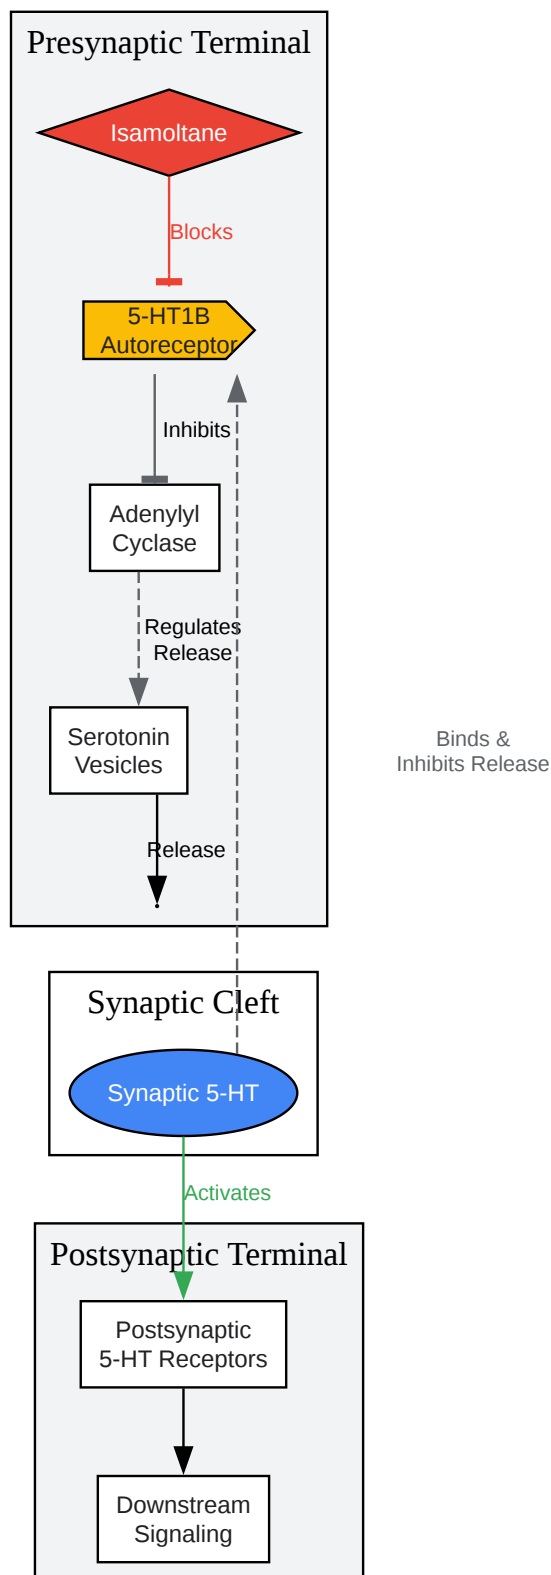 Presynaptic Terminal
Isamoltane
Blocks
5-HT1B
Autoreceptor
Inhibits
Adenylyl
Cyclase
Regulates
Release
Serotonin
Vesicles
Binds &
Inhibits Release
Release
Synaptic Cleft
Synaptic 5-HT
Activates
Postsynaptic Terminal
Postsynaptic
5-HT Receptors
Downstream
Signaling